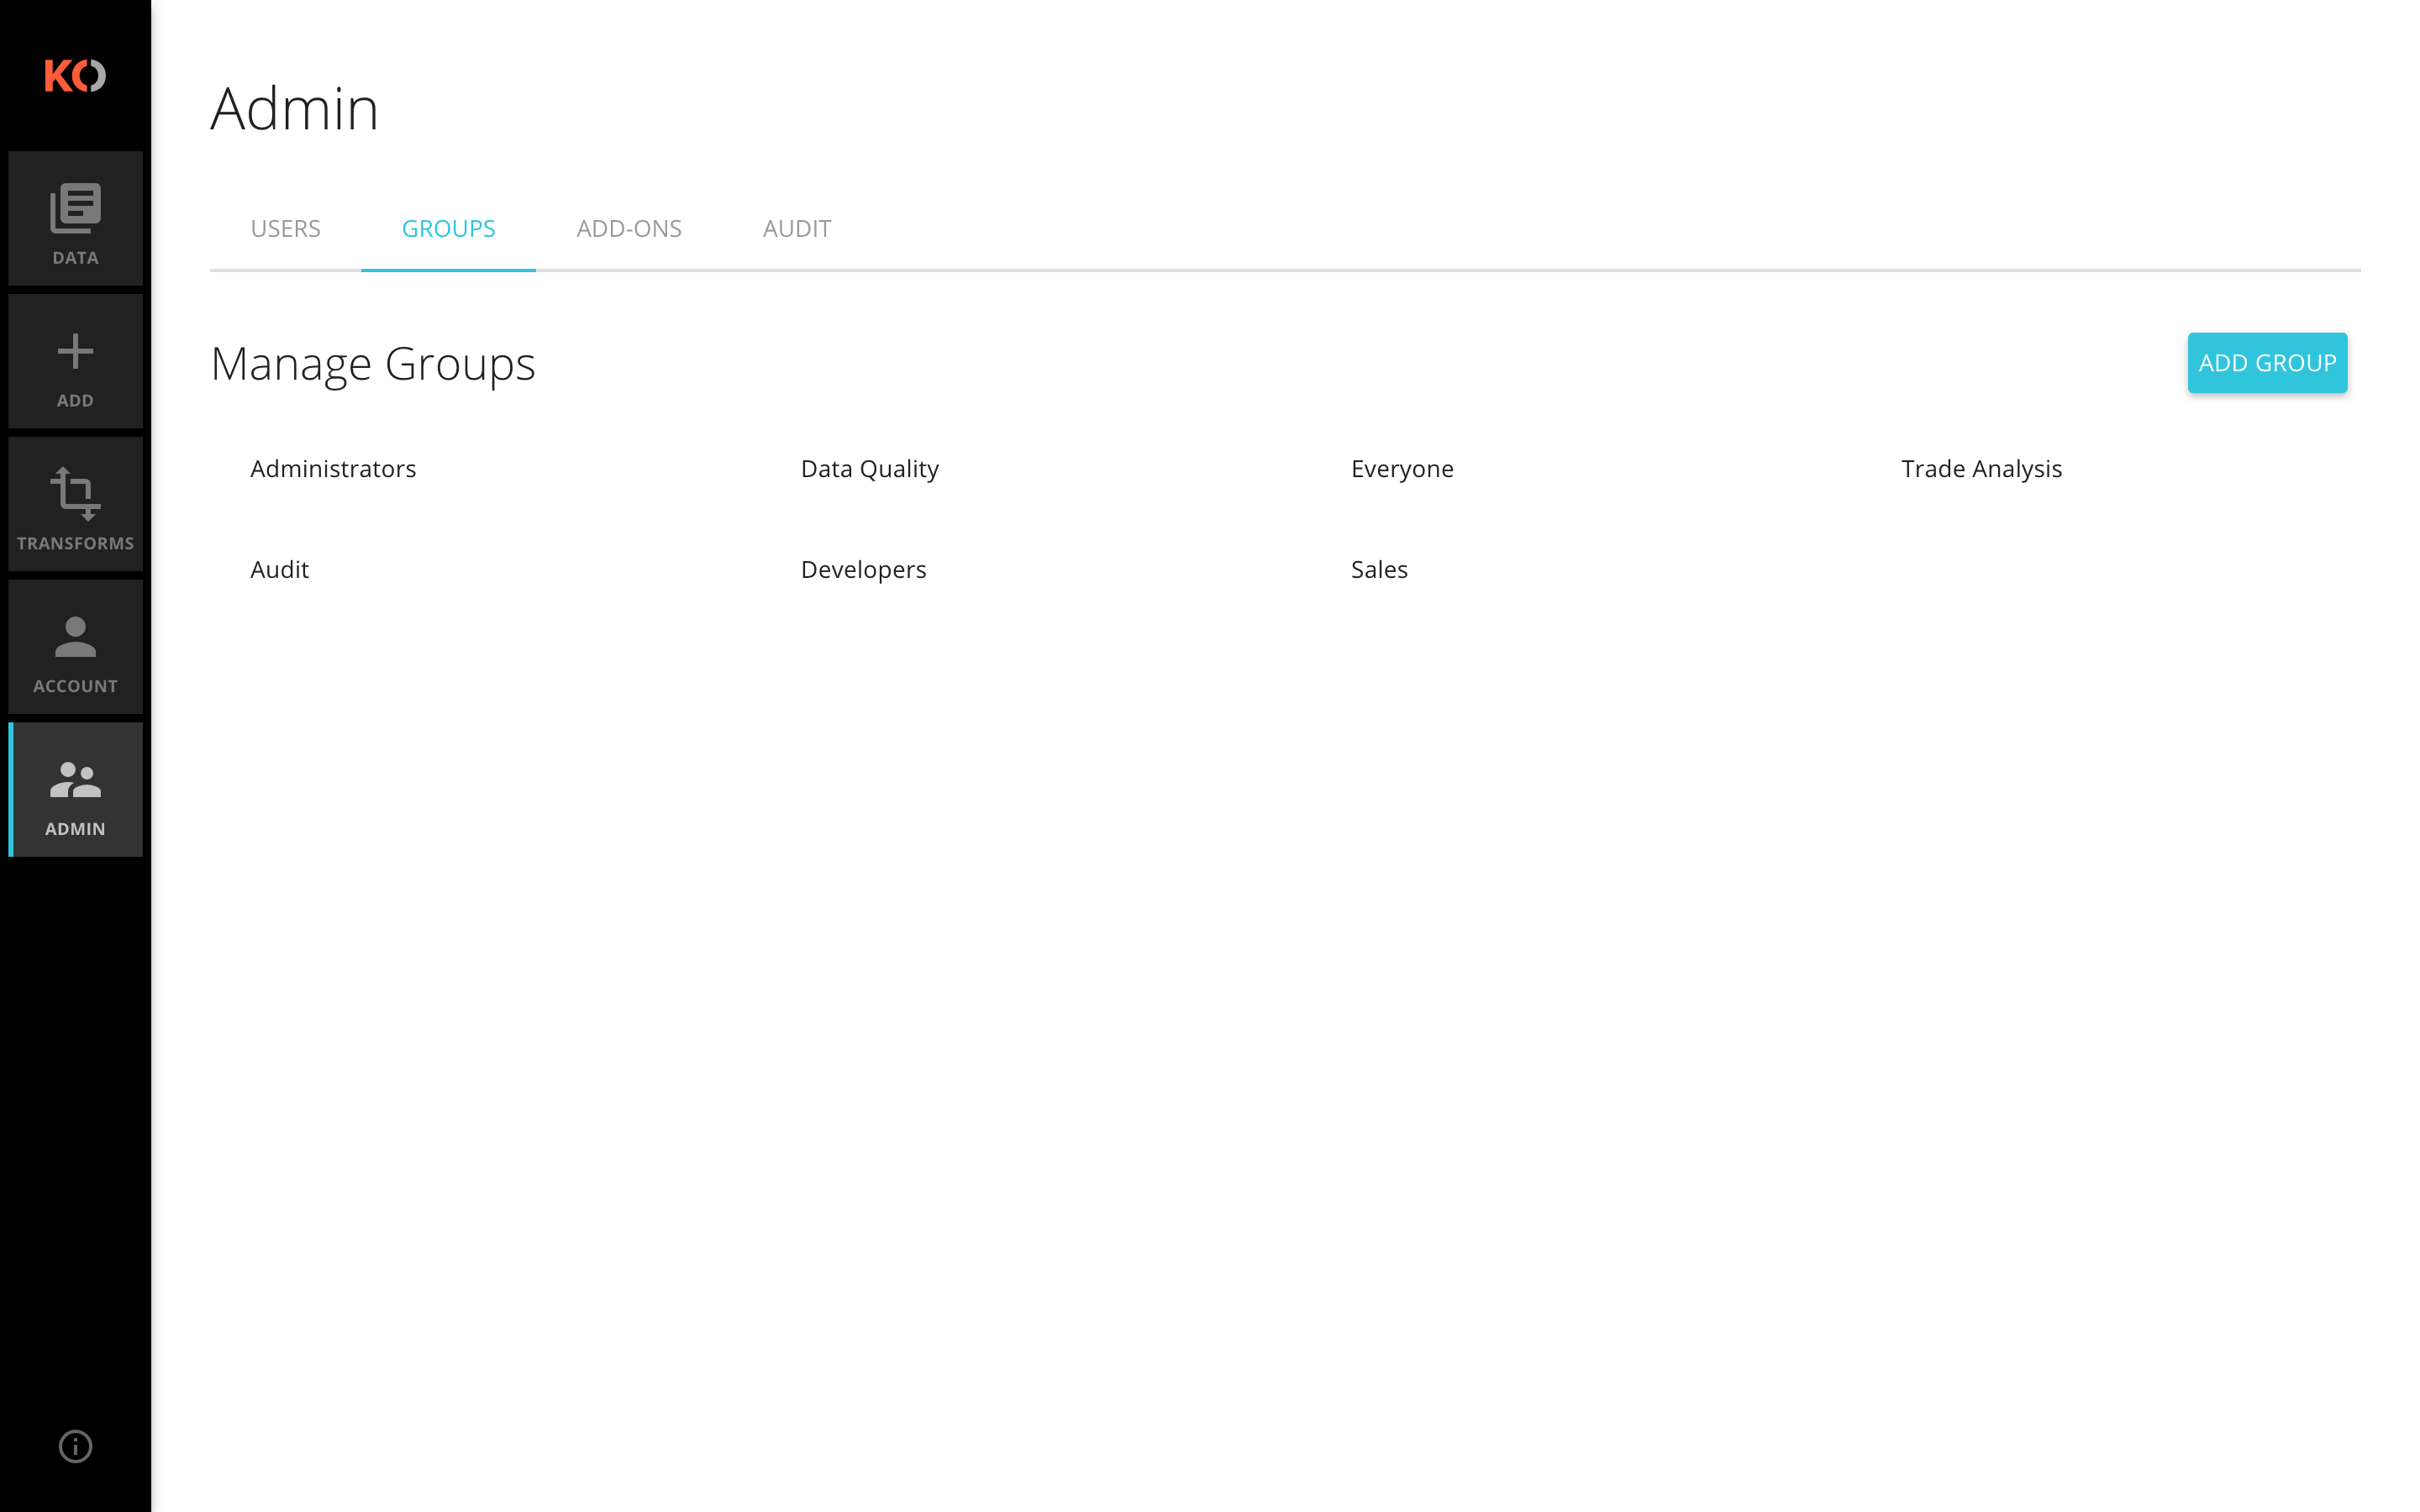 KO
DATA
ADD
TRANSFORMS
ACCOUNT
ADMIN
Admin
USERS GROUPS ADD-ONS AUDIT
Manage Groups ADD GROUP
Administrators Data Quality Everyone Trade Analysis
Audit Developers Sales